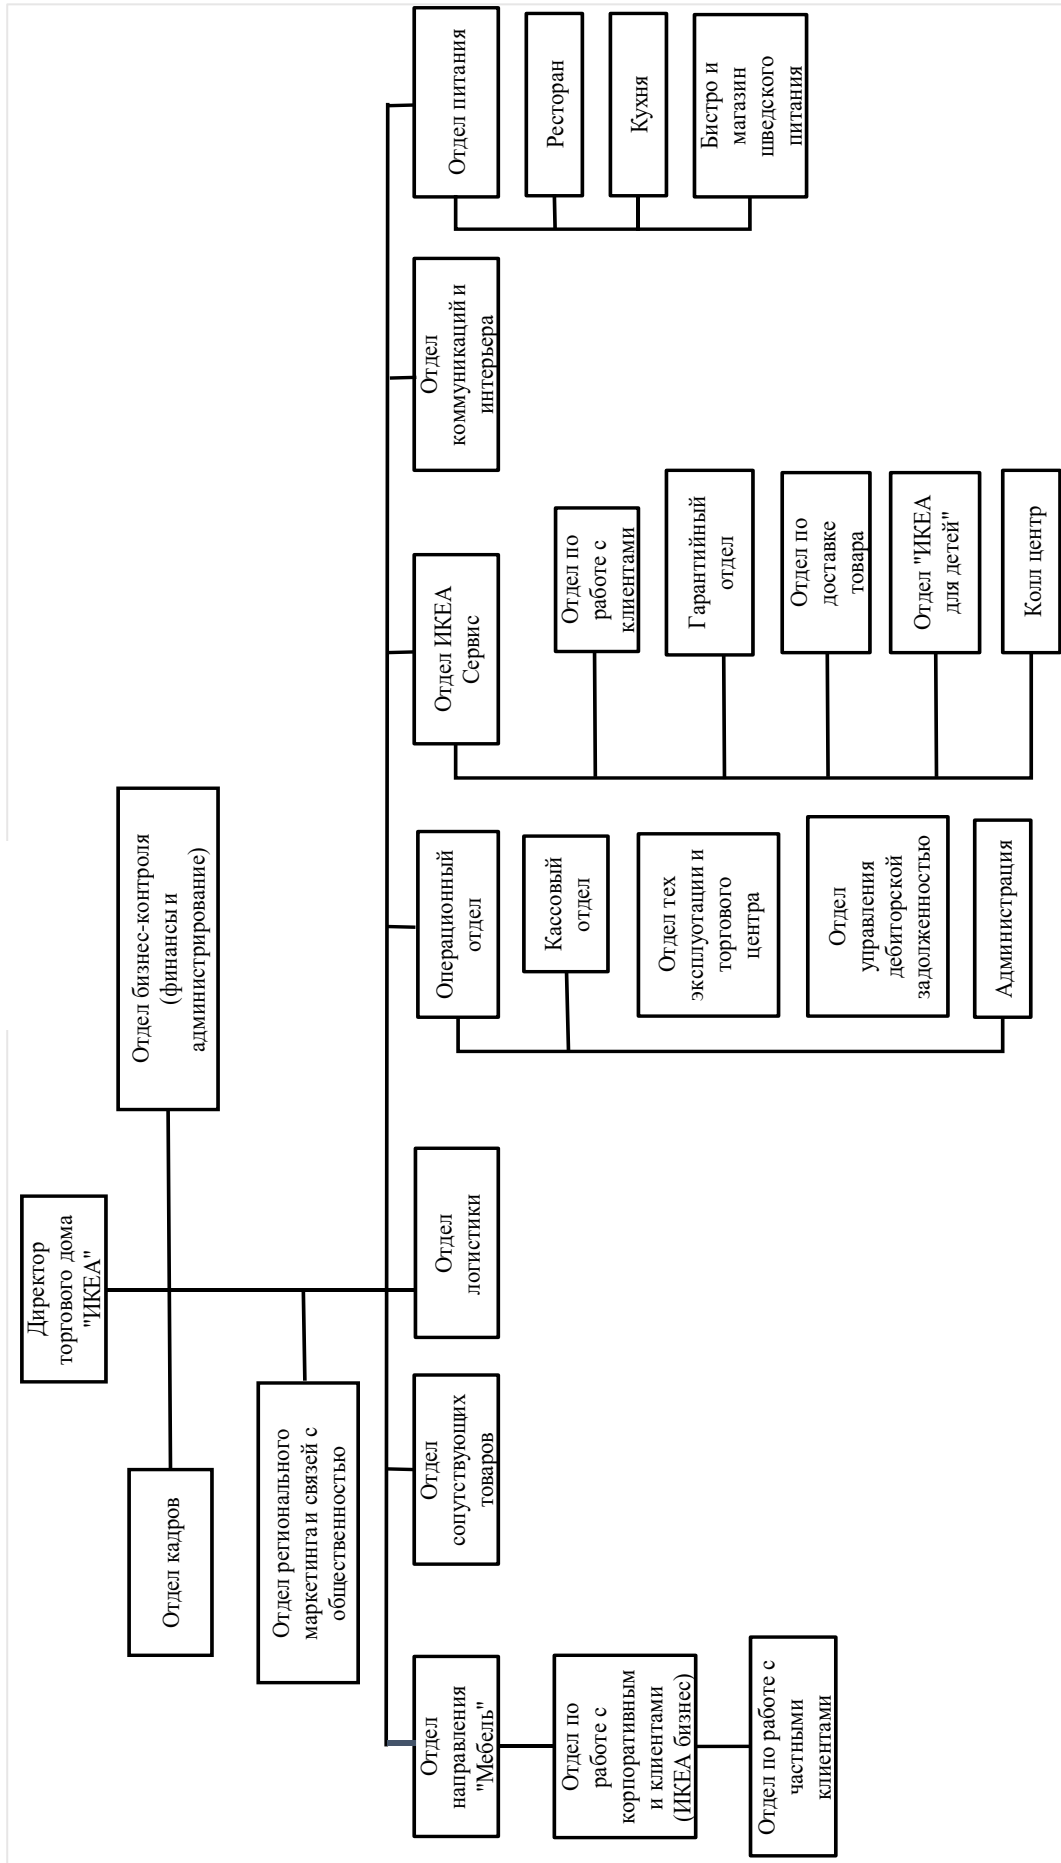 Директор
торгового дома
"ИКЕА"
Отдел кадров
Отдел бизнес-контроля
(финансы и
администрирование)
Отдел регионального
маркетинга и связей с
общественностью
Отдел
направления
"Мебель"
Отдел по
работе с
корпоративным
и клиентами
(ИКЕА бизнес)
Отдел по работе с
частными
клиентами
Отдел
сопутствующих
товаров
Отдел
логистики
Операционный
отдел
Кассовый
отдел
Отдел тех
эксплуотации и
торгового
центра
Отдел
управления
дебиторской
задолженностью
Администрация
Отдел ИКЕА
Сервис
Отдел по
работе с
клиентами
Гарантийный
отдел
Отдел по
доставке
товара
Отдел "ИКЕА
для детей"
Колл центр
Отдел
коммуникаций и
интерьера
Отдел питания
Ресторан
Кухня
Бистро и
магазин
шведского
питания